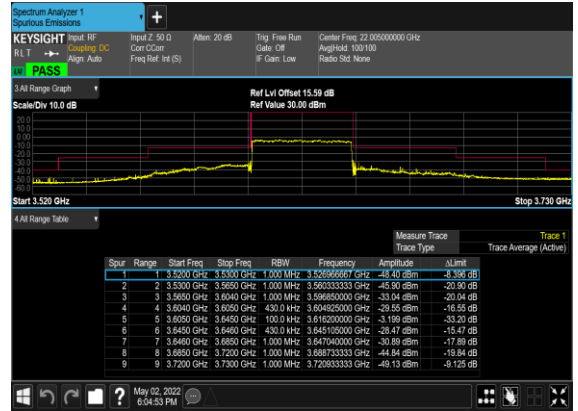 Spectrum Analyzer 1
Spurious Emissions
KEYSIGHT Input: RF Input Z: 50 Ω Atten: 20 dB Trig: Free Run Center Freq: 22.005000000 GHz
RLT Coupling: DC Corr CCorr Gate: Off Avg|Hold: 100/100
Align: Auto Freq Ref: Int (S) IF Gain: Low Radio Std: None
PASS
3 All Range Graph
Ref Lvl Offset 15.59 dB
Scale/Div 10.0 dB Ref Value 30.00 dBm
20.0
10.0
0.00
-10.0
-20.0
-30.0
-40.0
-50.0
-60.0
Start 3.520 GHz Stop 3.730 GHz
4 All Range Table
Measure Trace Trace 1
Trace Type Trace Average (Active)
Spur Range Start Freq Stop Freq RBW Frequency Amplitude ΔLimit
1 1 3.5200 GHz 3.5300 GHz 1.000 MHz 3.526966667 GHz -48.40 dBm -8.396 dB
2 2 3.5300 GHz 3.5650 GHz 1.000 MHz 3.560333333 GHz -45.90 dBm -20.90 dB
3 3 3.5650 GHz 3.6040 GHz 1.000 MHz 3.596850000 GHz -33.04 dBm -20.04 dB
4 4 3.6040 GHz 3.6050 GHz 430.0 kHz 3.604925000 GHz -29.55 dBm -16.55 dB
5 5 3.6050 GHz 3.6450 GHz 100.0 kHz 3.616200000 GHz -3.199 dBm -33.20 dB
6 6 3.6450 GHz 3.6460 GHz 430.0 kHz 3.645105000 GHz -28.47 dBm -15.47 dB
7 7 3.6460 GHz 3.6850 GHz 1.000 MHz 3.647040000 GHz -30.89 dBm -17.89 dB
8 8 3.6850 GHz 3.7200 GHz 1.000 MHz 3.688733333 GHz -44.84 dBm -19.84 dB
9 9 3.7200 GHz 3.7300 GHz 1.000 MHz 3.720933333 GHz -49.13 dBm -9.125 dB
May 02, 2022
6:04:53 PM